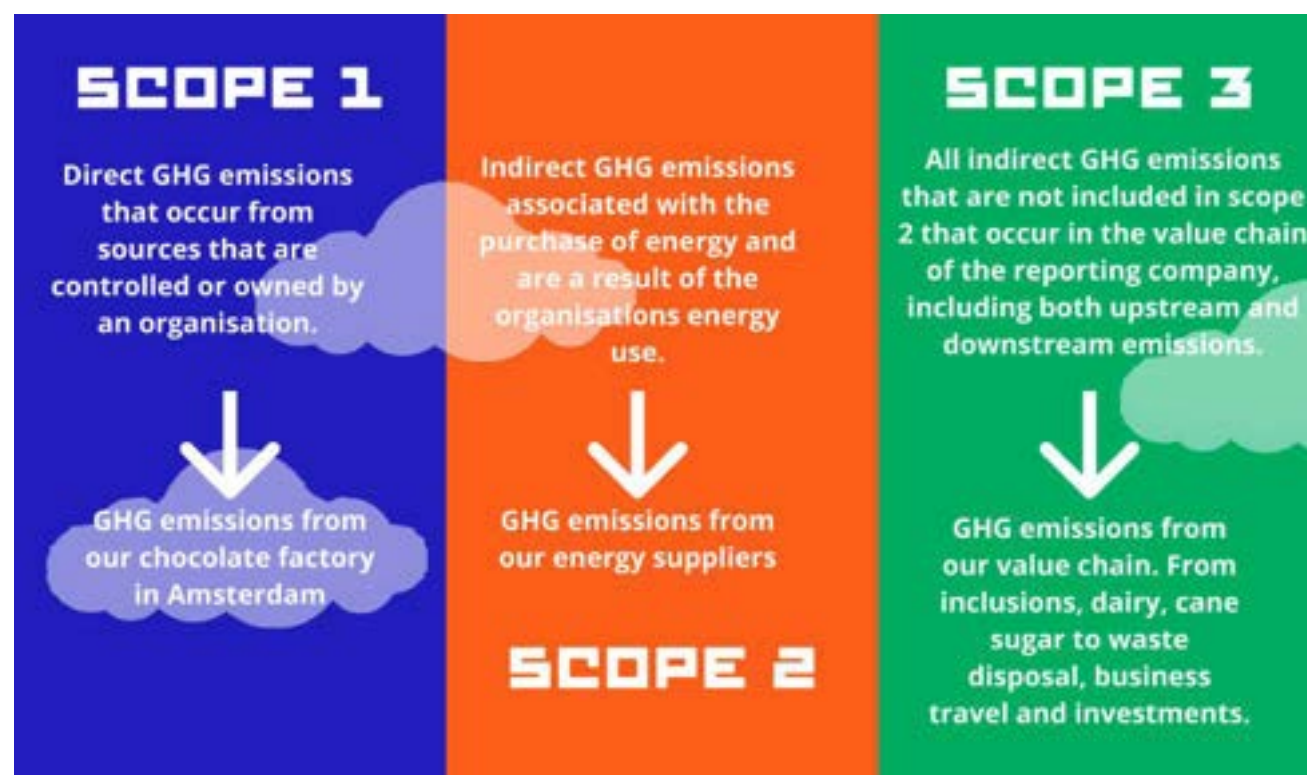 SCOPE 1
Direct GHG emissions
that occur from
sources that are
controlled or owned by
an organisation.
GHG emissions from
our chocolate factory
in Amsterdam
Indirect GHG emissions
associated with the
purchase of energy and
are a result of the
organisations energy
use.
GHG emissions from
our energy suppliers
SCOPE 2
SCOPE 3
All indirect GHG emissions
that are not included in scope
2 that occur in the value chain
of the reporting company,
including both upstream and
downstream emissions.
GHG emissions from
our value chain. From
inclusions, dairy, cane
sugar to waste
disposal, business
travel and investments.